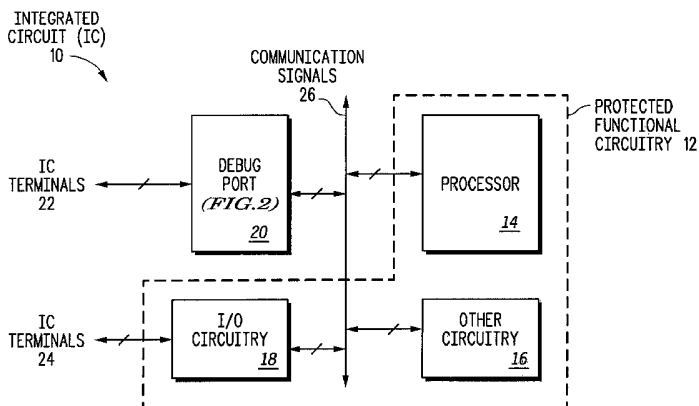 INTEGRATED
CIRCUIT (IC)
10
COMMUNICATION
SIGNALS
26
PROTECTED
FUNCTIONAL
CIRCUITRY 12
IC
TERMINALS
22
DEBUG
PORT
(FIG.2)
20
PROCESSOR
14
IC
TERMINALS
24
I/O
CIRCUITRY
18
OTHER
CIRCUITRY
16